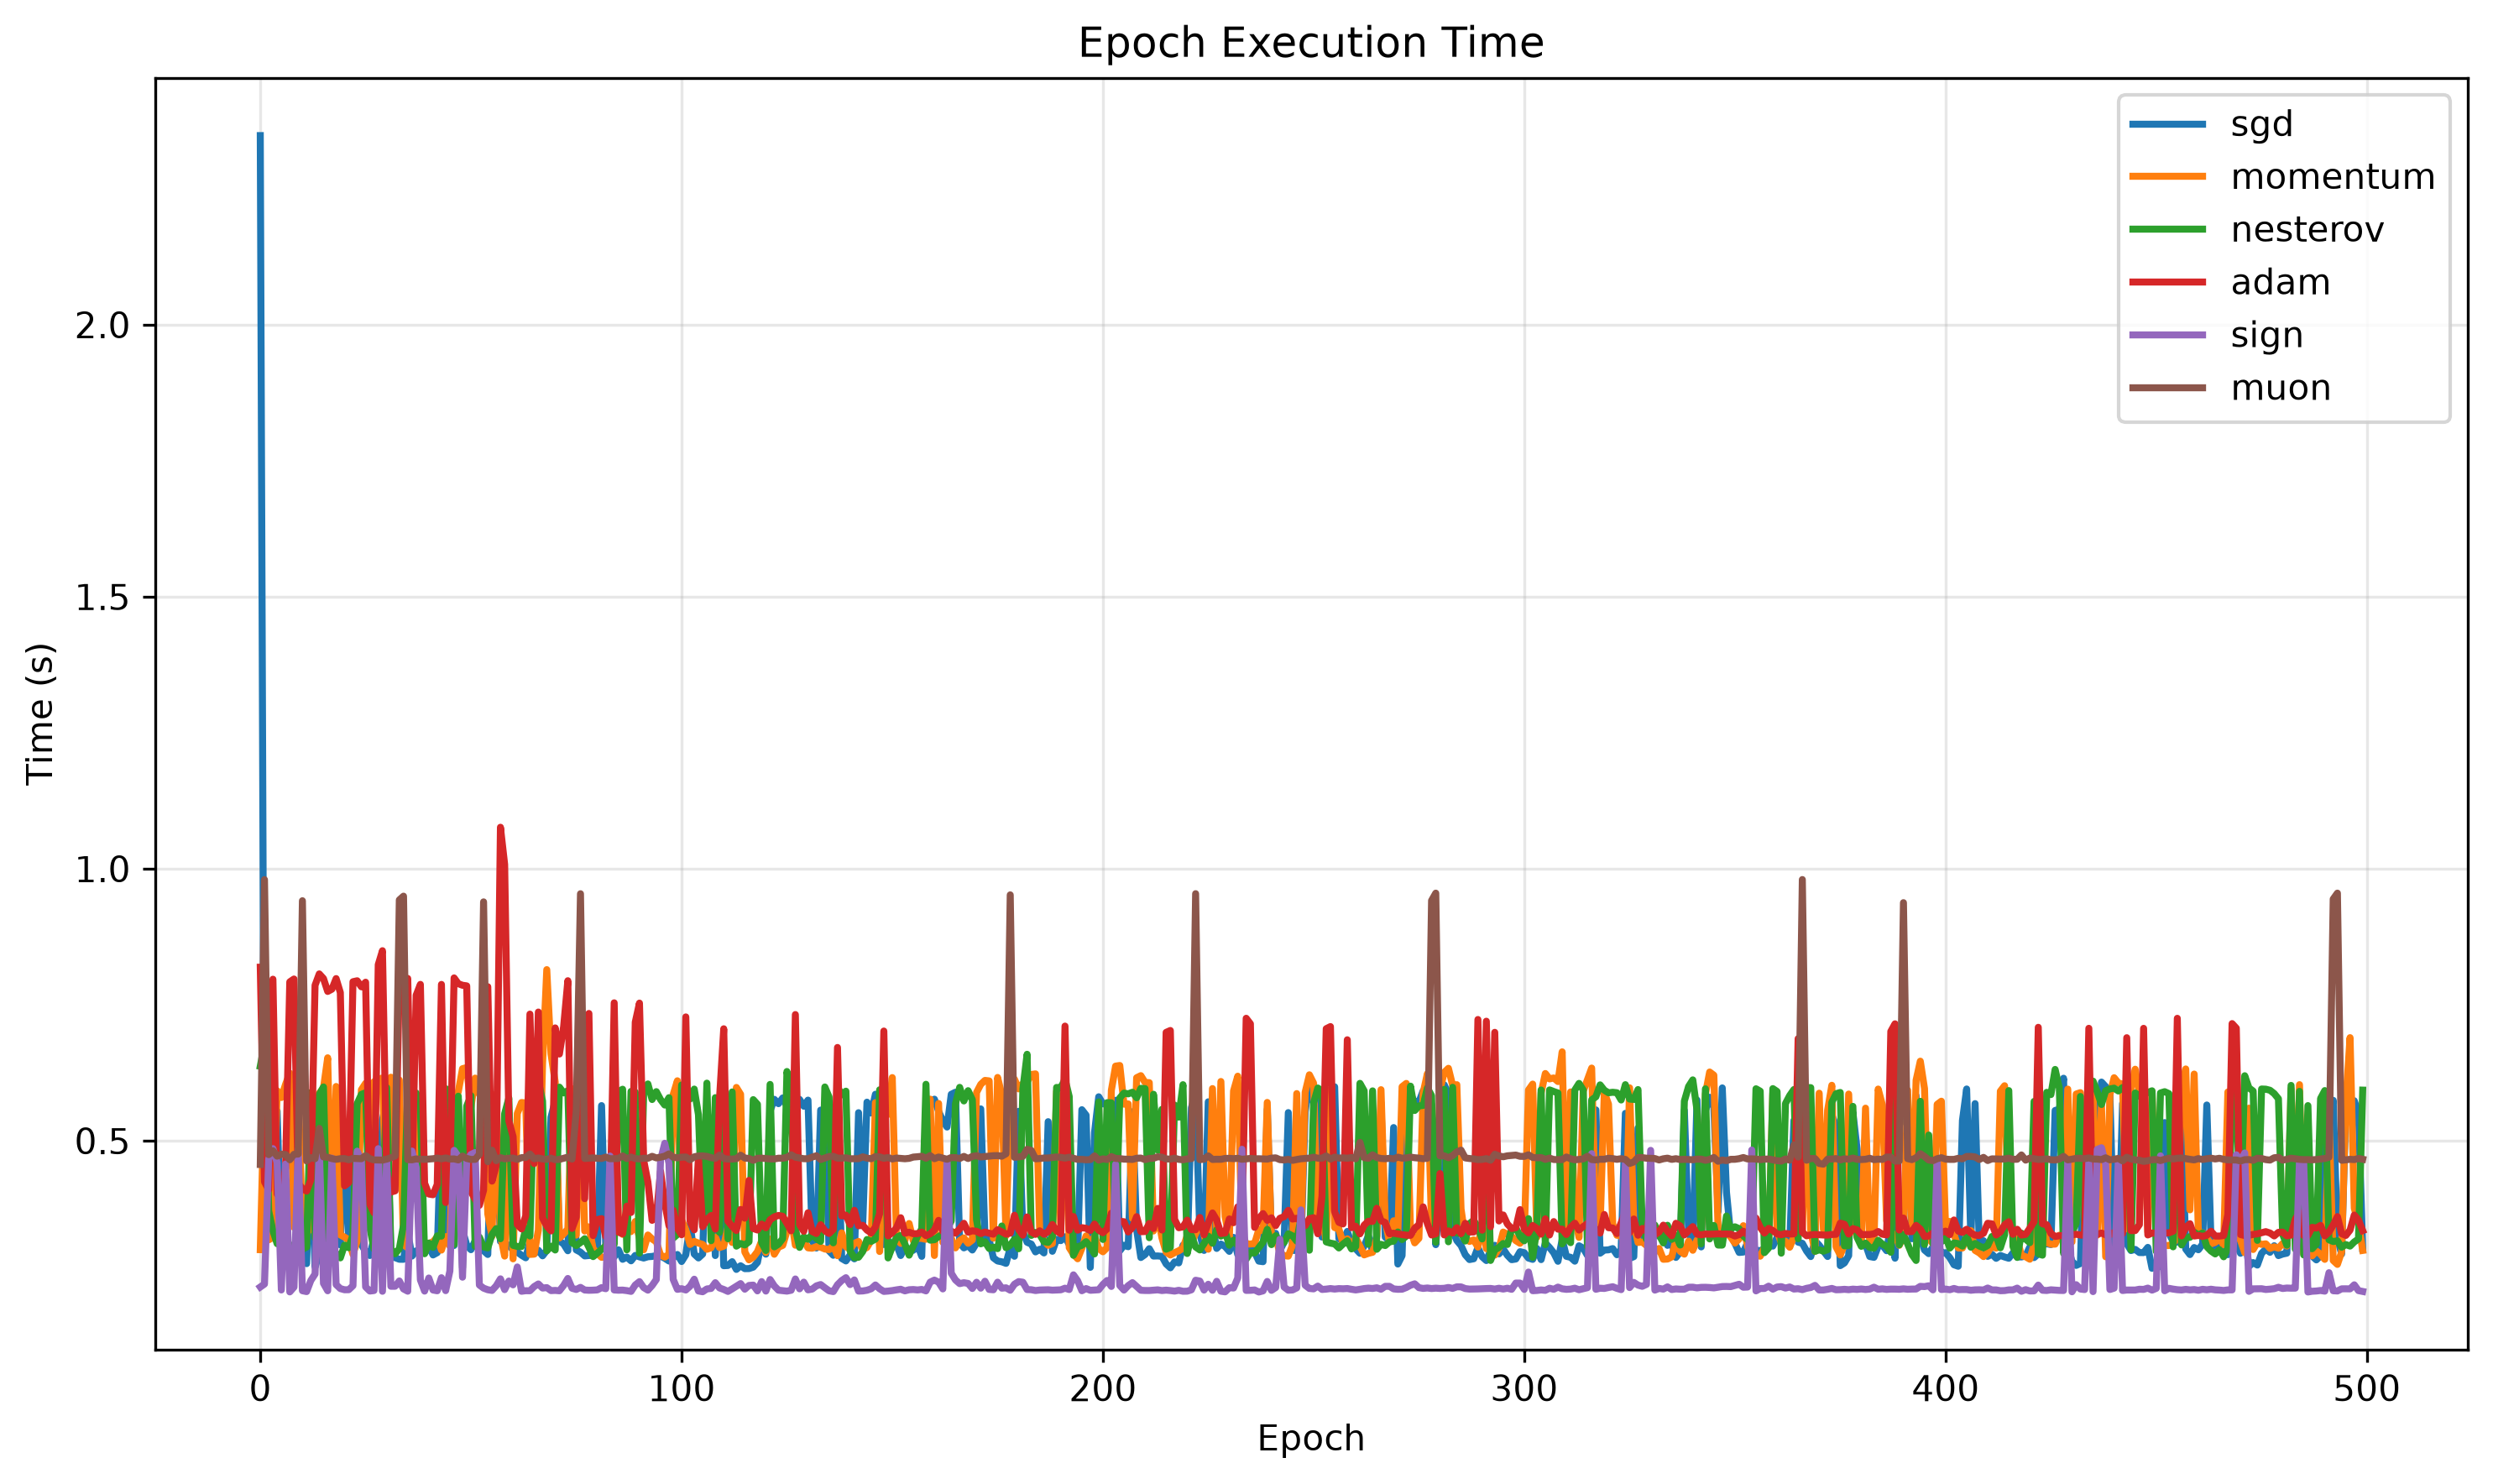 Epoch Execution Time
sgd
momentum
nesterov
adam
sign
muon
2.0
1.5
1.0
0.5
Time (s)
0 100 200 300 400 500
Epoch